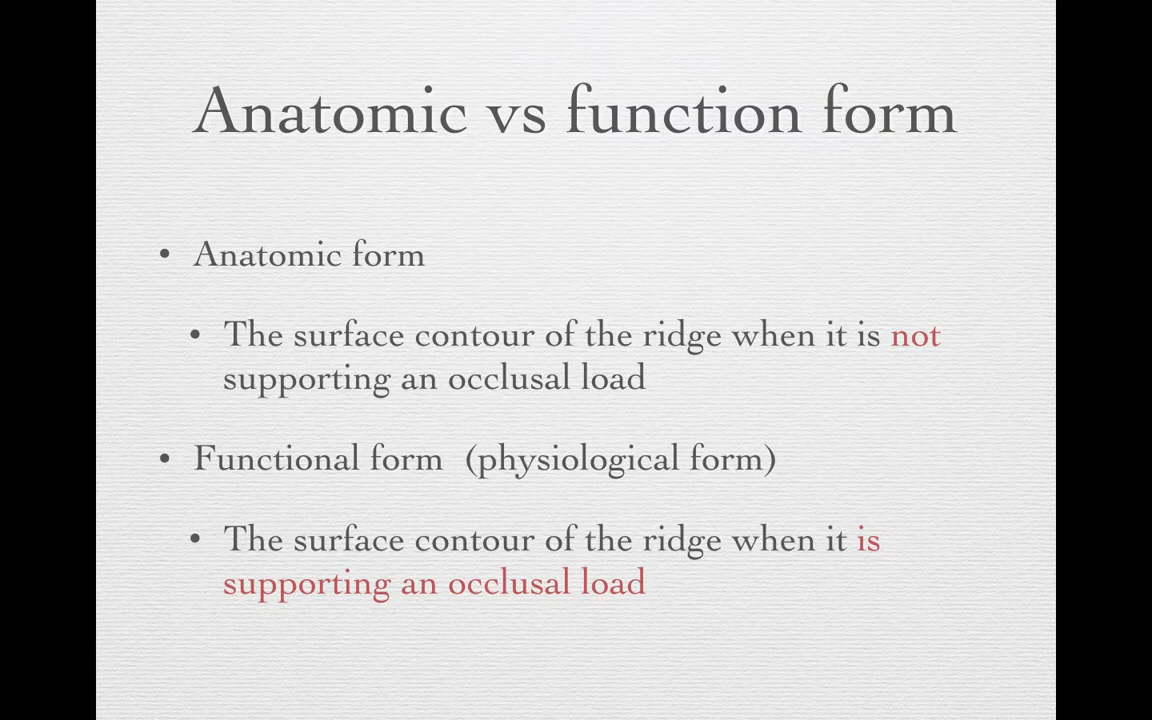 Anatomic vs function form
• Anatomic form
• The surface contour of the ridge when it is not
supporting an occlusal load
• Functional form (physiological form)
• The surface contour of the ridge when it is
supporting an occlusal load